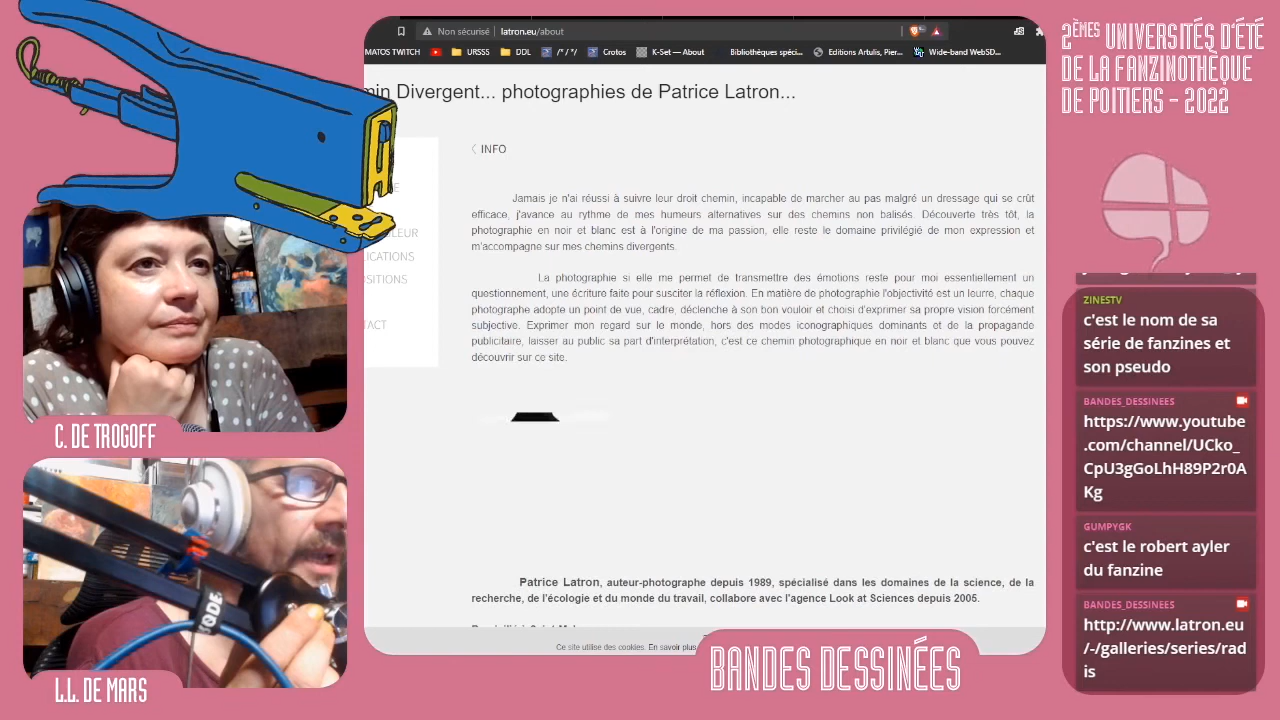 Non sécurisé
latron.eu/about
MATOS TWITCH
URSSS
DDL
/*/*/
Crotos
K-Set — About
Bibliothèques spéci...
Editions Artulis, Pier...
Wide-band WebSD...
min Divergent... photographies de Patrice Latron...
INFO
Jamais je n'ai réussi à suivre leur droit chemin, incapable de marcher au pas malgré un dressage qui se crût
efficace, j'avance au rythme de mes humeurs alternatives sur des chemins non balisés. Découverte très tôt, la
photographie en noir et blanc est à l'origine de ma passion, elle reste le domaine privilégié de mon expression et
m'accompagne sur mes chemins divergents.
La photographie si elle me permet de transmettre des émotions reste pour moi essentiellement un
questionnement, une écriture faite pour susciter la réflexion. En matière de photographie l'objectivité est un leurre, chaque
photographe adopte un point de vue, cadre, déclenche à son bon vouloir et choisi d'exprimer sa propre vision forcément
subjective. Exprimer mon regard sur le monde, hors des modes iconographiques dominants et de la propagande
publicitaire, laisser au public sa part d'interprétation, c'est ce chemin photographique en noir et blanc que vous pouvez
découvrir sur ce site.
Patrice Latron, auteur-photographe depuis 1989, spécialisé dans les domaines de la science, de la
recherche, de l'écologie et du monde du travail, collabore avec l'agence Look at Sciences depuis 2005.
Ce site utilise des cookies. En savoir plus
LEUR
ICATIONS
SITIONS
TACT
C. DE TROGOFF
RODE
L.L. DE MARS
BANDES DESSINÉES
2ÈMES UNIVERSITÉS D'ÉTÉ
DE LA FANZINOTHÈQUE
DE POITIERS - 2022
ZINESTV
c'est le nom de sa
série de fanzines et
son pseudo
BANDES_DESSINEES
https://www.youtube
.com/channel/UCko_
CpU3gGoLhH89P2r0A
Kg
GUMPYGK
c'est le robert ayler
du fanzine
BANDES_DESSINEES
http://www.latron.eu
/-/galleries/series/rad
is